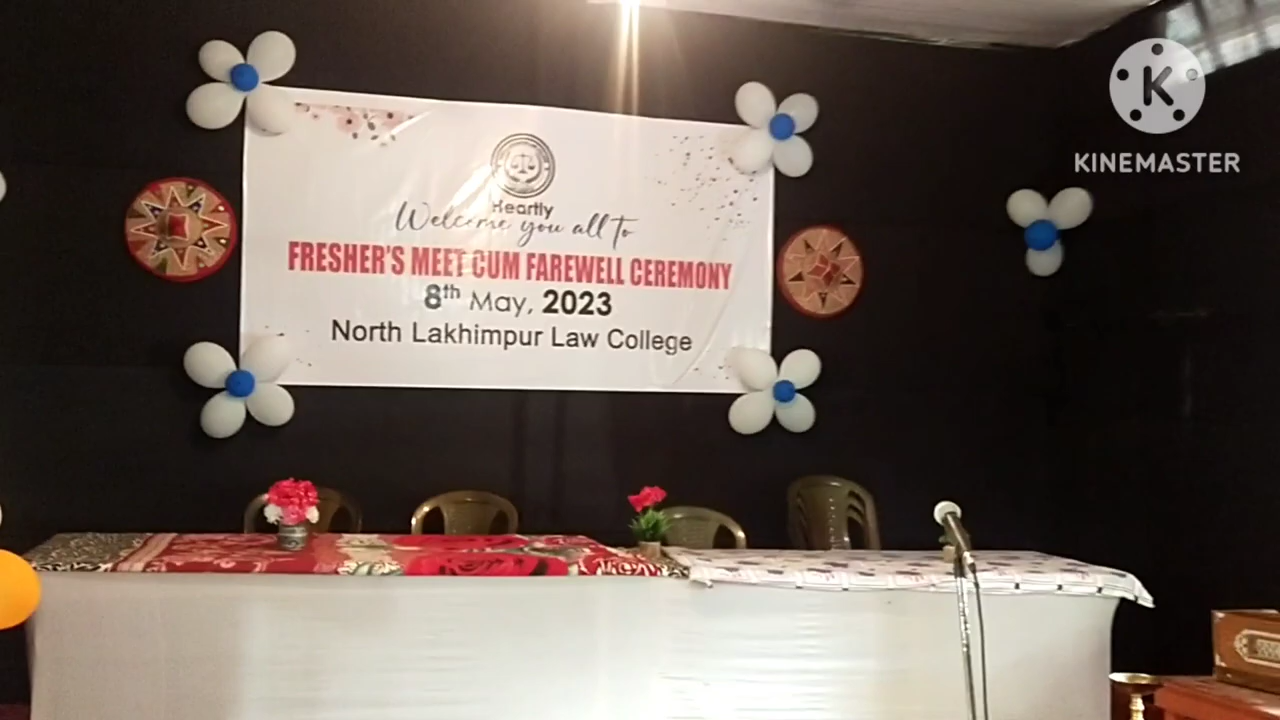 Heartly
Welcome you all to
FRESHER'S MEET CUM FAREWELL CEREMONY
8th May, 2023
North Lakhimpur Law College
K
KINEMASTER